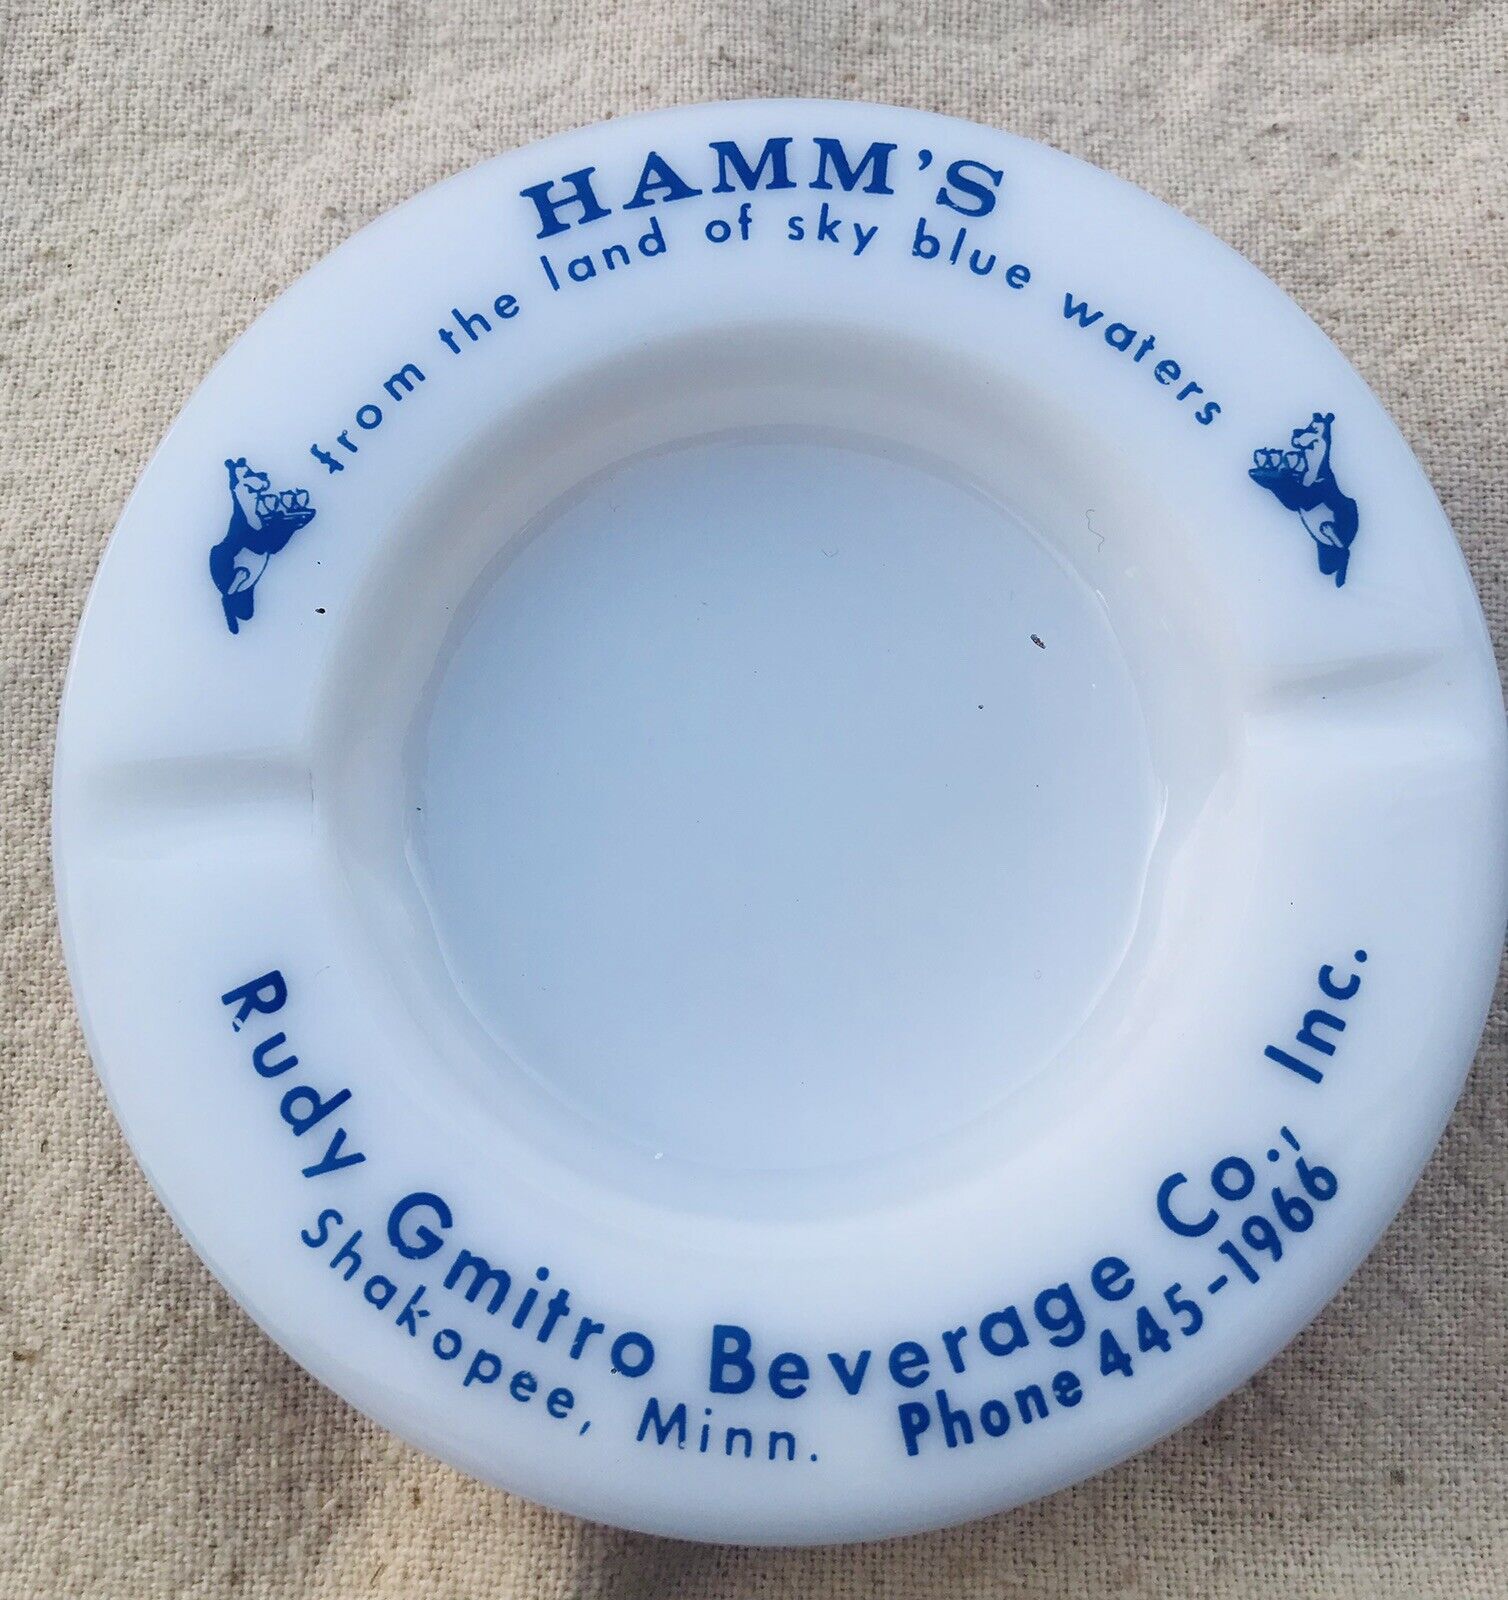 HAMM'S
from the land of sky blue waters
Rudy Gmitro Beverage Co., Inc.
Shakopee, Minn. Phone 445-1966